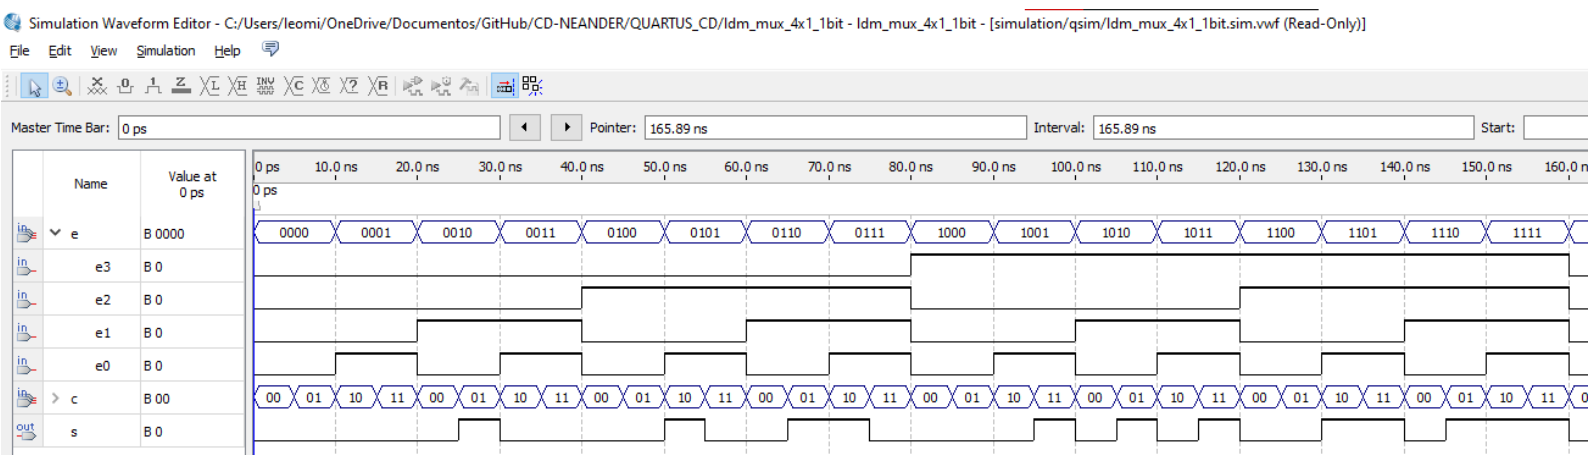 Simulation Waveform Editor - C:/Users/leomi/OneDrive/Documentos/GitHub/CD-NEANDER/QUARTUS_CD/ldm_mux_4x1_1bit - ldm_mux_4x1_1bit - [simulation/qsim/ldm_mux_4x1_1bit.sim.vwf (Read-Only)]
File Edit View Simulation Help
Master Time Bar: 0 ps Pointer: 165.89 ns Interval: 165.89 ns Start:
Name Value at 0 ps 0 ps 10.0 ns 20.0 ns 30.0 ns 40.0 ns 50.0 ns 60.0 ns 70.0 ns 80.0 ns 90.0 ns 100.0 ns 110.0 ns 120.0 ns 130.0 ns 140.0 ns 150.0 ns 160.0 n
0 ps
in e B 0000 0000 0001 0010 0011 0100 0101 0110 0111 1000 1001 1010 1011 1100 1101 1110 1111
in e3 B 0
in e2 B 0
in e1 B 0
in e0 B 0
in c B 00 00 01 10 11 00 01 10 11 00 01 10 11 00 01 10 11 00 01 10 11 00 01 10 11 00 01 10 11 00 01 10 11 0
out s B 0